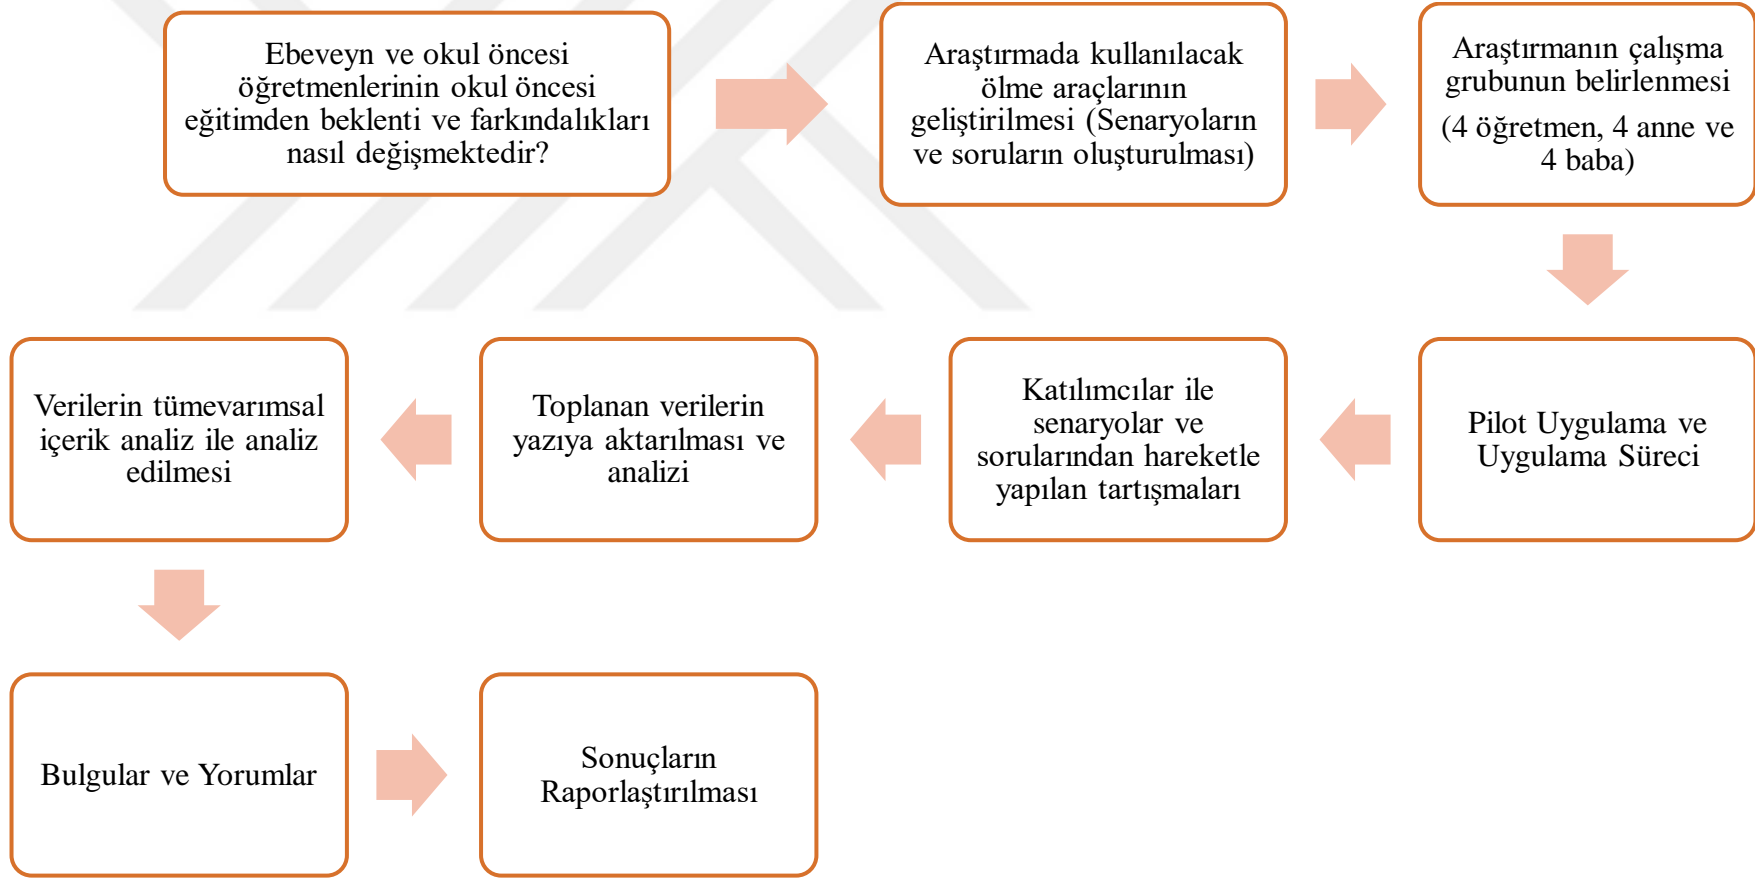 Ebeveyn ve okul öncesi
öğretmenlerinin okul öncesi
eğitimden beklenti ve farkındalıkları
nasıl değişmektedir?
Araştırmada kullanılacak
ölme araçlarının
geliştirilmesi (Senaryoların
ve soruların oluşturulması)
Araştırmanın çalışma
grubunun belirlenmesi
(4 öğretmen, 4 anne ve
4 baba)
Pilot Uygulama ve
Uygulama Süreci
Katılımcılar ile
senaryolar ve
sorularından hareketle
yapılan tartışmaları
Toplanan verilerin
yazıya aktarılması ve
analizi
Verilerin tümevarımsal
içerik analiz ile analiz
edilmesi
Bulgular ve Yorumlar
Sonuçların
Raporlaştırılması